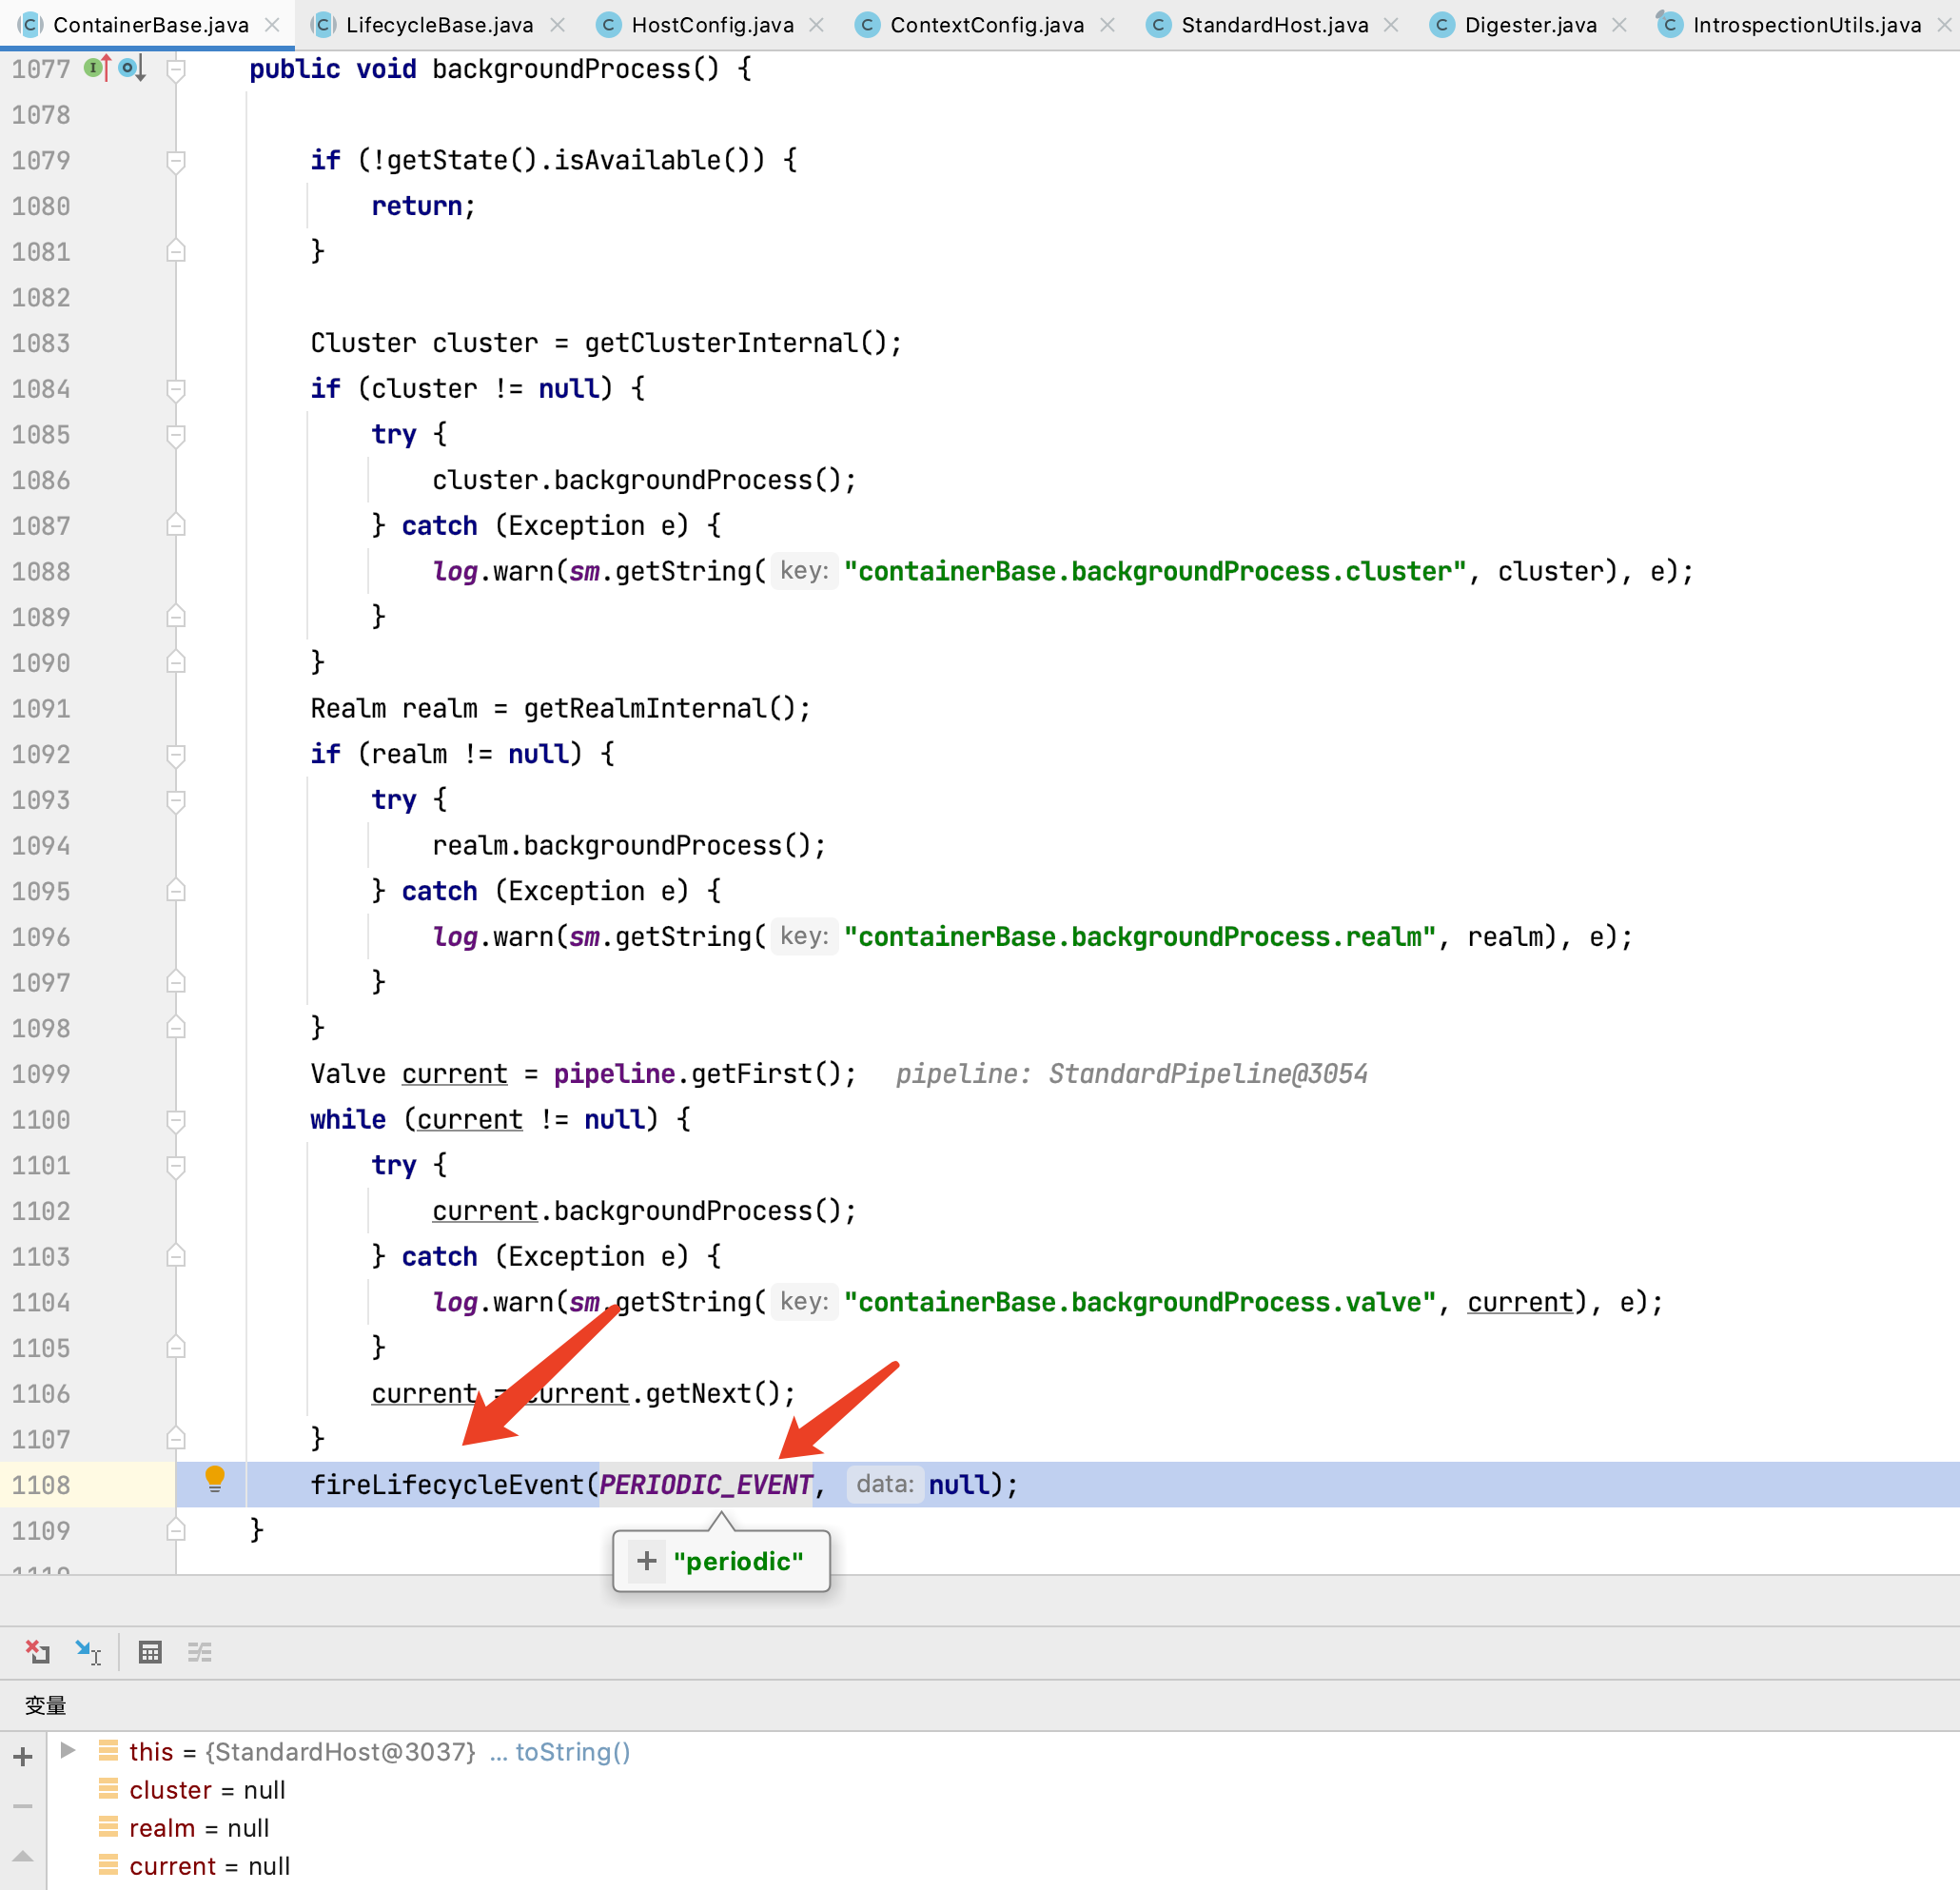 ContainerBase.java LifecycleBase.java HostConfig.java ContextConfig.java StandardHost.java Digester.java IntrospectionUtils.java
1077 public void backgroundProcess() {
1078
1079 if (!getState().isAvailable()) {
1080 return;
1081 }
1082
1083 Cluster cluster = getClusterInternal();
1084 if (cluster != null) {
1085 try {
1086 cluster.backgroundProcess();
1087 } catch (Exception e) {
1088 log.warn(sm.getString( key: "containerBase.backgroundProcess.cluster", cluster), e);
1089 }
1090 }
1091 Realm realm = getRealmInternal();
1092 if (realm != null) {
1093 try {
1094 realm.backgroundProcess();
1095 } catch (Exception e) {
1096 log.warn(sm.getString( key: "containerBase.backgroundProcess.realm", realm), e);
1097 }
1098 }
1099 Valve current = pipeline.getFirst(); pipeline: StandardPipeline@3054
1100 while (current != null) {
1101 try {
1102 current.backgroundProcess();
1103 } catch (Exception e) {
1104 log.warn(sm.getString( key: "containerBase.backgroundProcess.valve", current), e);
1105 }
1106 current = current.getNext();
1107 }
1108 fireLifecycleEvent(PERIODIC_EVENT, data: null);
1109 }
1110
+ "periodic"
变量
this = {StandardHost@3037} ... toString()
cluster = null
realm = null
current = null